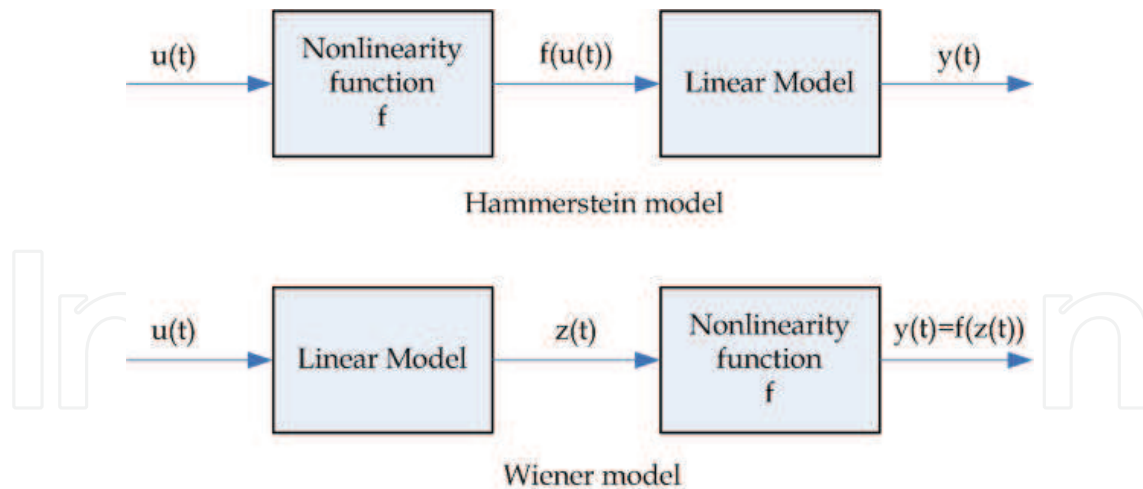 u(t)
Nonlinearity
function
f
f(u(t))
Linear Model
y(t)
Hammerstein model
u(t)
Linear Model
z(t)
Nonlinearity
function
f
y(t)=f(z(t))
Wiener model